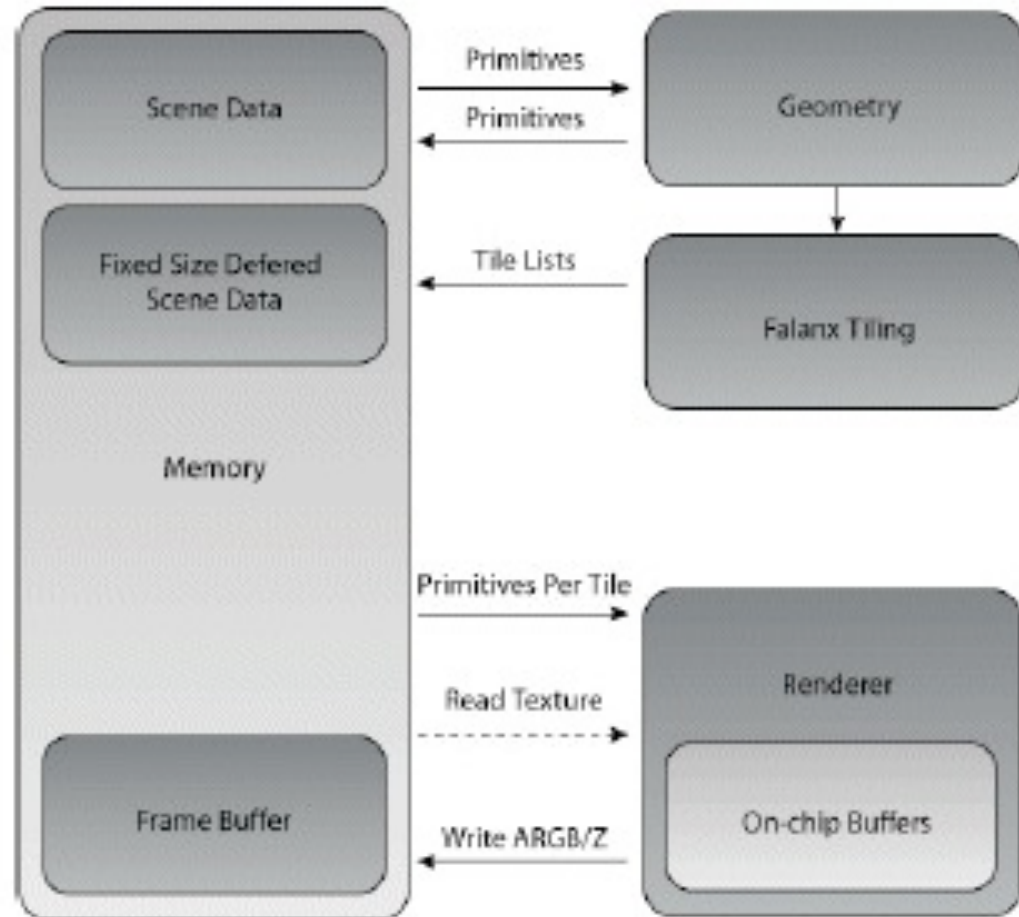 Scene Data
Primitives
Primitives
Geometry
Fixed Size Defered
Scene Data
Tile Lists
Falanx Tiling
Memory
Primitives Per Tile
Read Texture
Renderer
Frame Buffer
Write ARGB/Z
On-chip Buffers